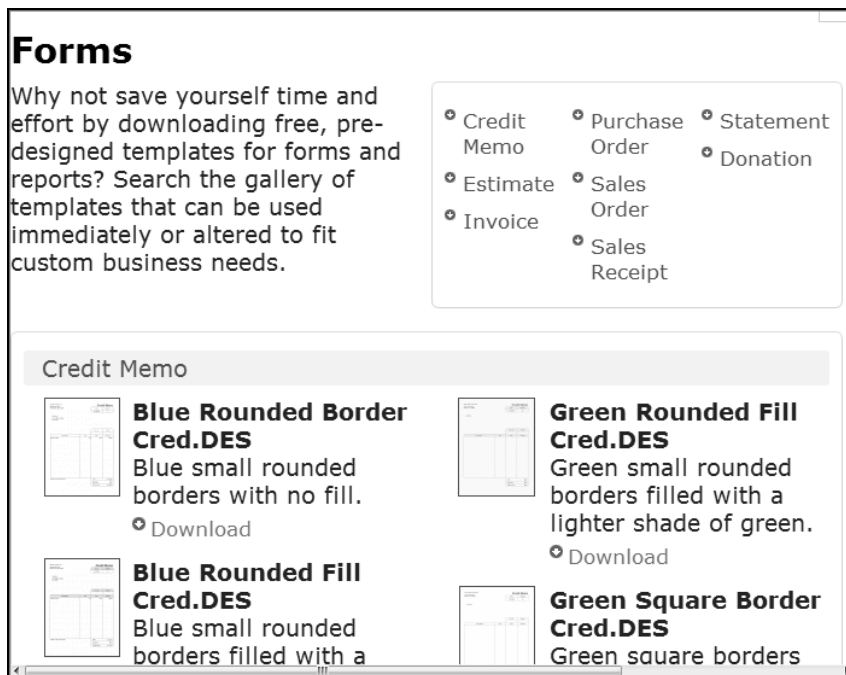 Forms
Why not save yourself time and
effort by downloading free, pre-
designed templates for forms and
reports? Search the gallery of
templates that can be used
immediately or altered to fit
custom business needs.
Credit
Memo
Estimate
Invoice
Purchase
Order
Sales
Order
Sales
Receipt
Statement
Donation
Credit Memo
Blue Rounded Border
Cred.DES
Blue small rounded
borders with no fill.
Download
Blue Rounded Fill
Cred.DES
Blue small rounded
borders filled with a
Green Rounded Fill
Cred.DES
Green small rounded
borders filled with a
lighter shade of green.
Download
Green Square Border
Cred.DES
Green square borders